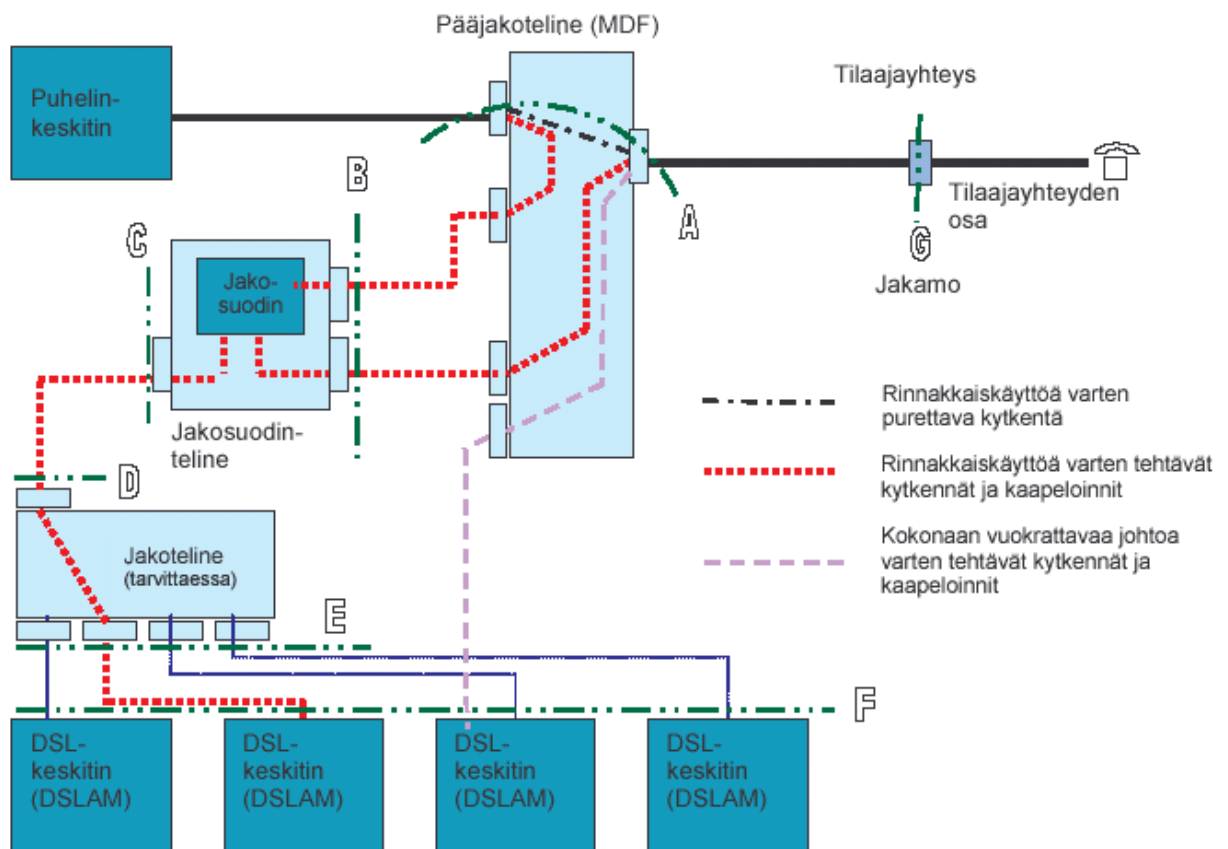 Pääjakoteline (MDF)
Puhelin-
keskitin
Tilaajayhteys
B
A
Tilaajayhteyden
osa
G
Jakamo
C
Jako-
suodin
Jakosuodin-
teline
Rinnakkaiskäyttöä varten
purettava kytkentä
Rinnakkaiskäyttöä varten tehtävät
kytkennät ja kaapeloinnit
Kokonaan vuokrattavaa johtoa
varten tehtävät kytkennät ja
kaapeloinnit
D
Jakoteline
(tarvittaessa)
E
F
DSL-
keskitin
(DSLAM)
DSL-
keskitin
(DSLAM)
DSL-
keskitin
(DSLAM)
DSL-
keskitin
(DSLAM)